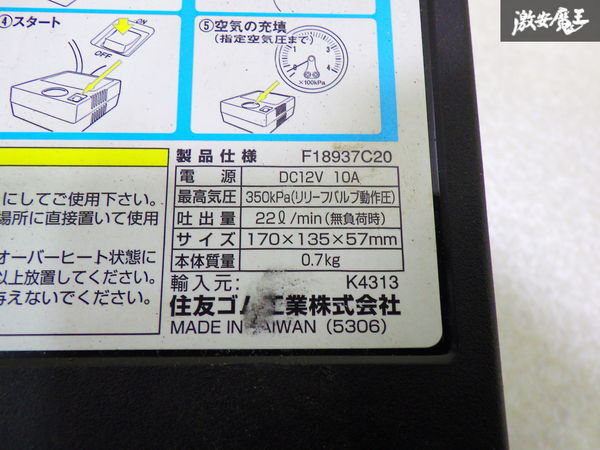 激安魔王
④スタート
ON
OFF
⑤空気の充填
(指定空気圧まで)
0 1 2 3 4
×100kPa
製品仕様 F18937C20
電源 DC12V 10A
最高気圧 350kPa(リリーフバルブ動作圧)
吐出量 22ℓ/min(無負荷時)
サイズ 170×135×57mm
本体質量 0.7kg
輸入元: K4313
住友ゴム工業株式会社
MADE IN TAIWAN (5306)
にしてご使用下さい。
場所に直接置いて使用
オーバーヒート状態に
以上放置してください。
与えないでください。